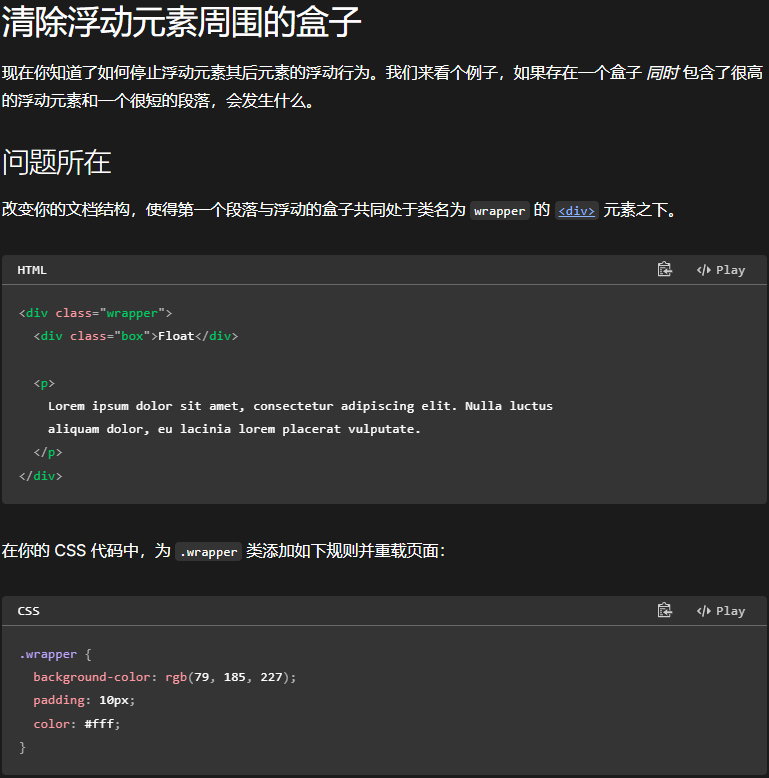 清除浮动元素周围的盒子
现在你知道了如何停止浮动元素其后元素的浮动行为。我们来看个例子，如果存在一个盒子 同时 包含了很高
的浮动元素和一个很短的段落，会发生什么。
问题所在
改变你的文档结构，使得第一个段落与浮动的盒子共同处于类名为 wrapper 的 <div> 元素之下。
HTML Play
<div class="wrapper">
  <div class="box">Float</div>

  <p>
    Lorem ipsum dolor sit amet, consectetur adipiscing elit. Nulla luctus
    aliquam dolor, eu lacinia lorem placerat vulputate.
  </p>
</div>
在你的 CSS 代码中，为 .wrapper 类添加如下规则并重载页面：
CSS Play
.wrapper {
  background-color: rgb(79, 185, 227);
  padding: 10px;
  color: #fff;
}